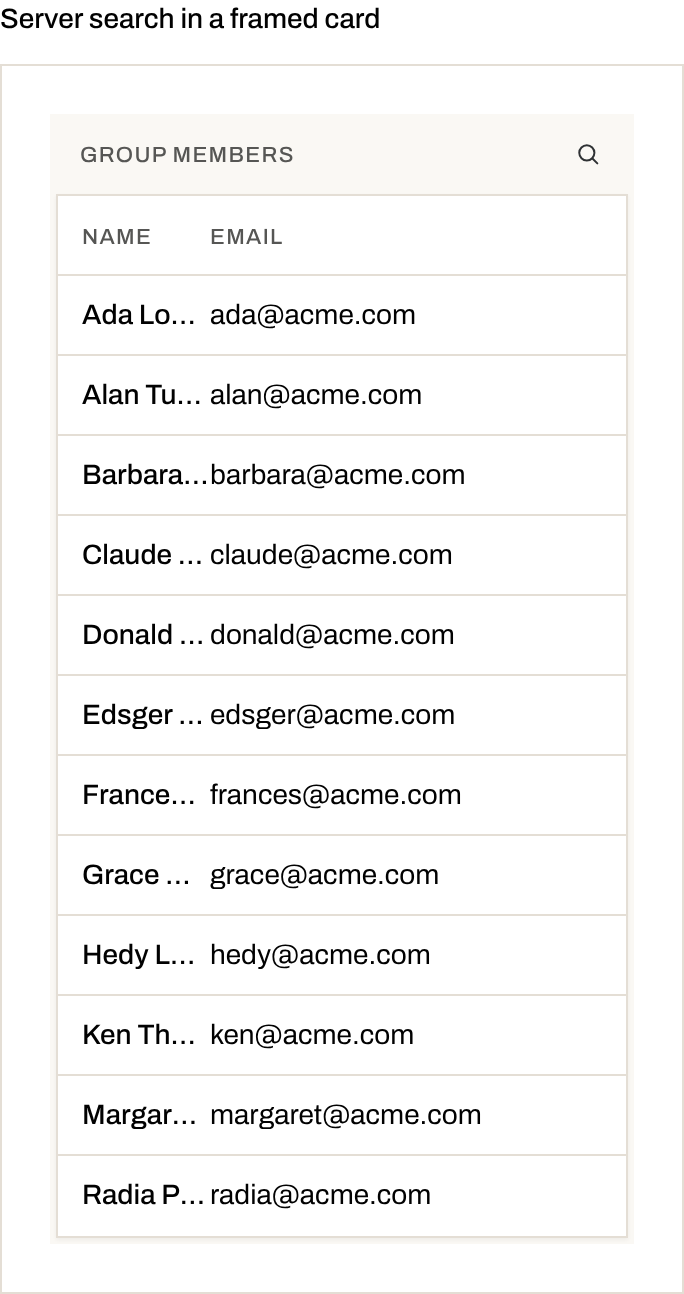 Server search in a framed card
GROUP MEMBERS
NAME EMAIL
Ada Lo... ada@acme.com
Alan Tu... alan@acme.com
Barbara... barbara@acme.com
Claude ... claude@acme.com
Donald ... donald@acme.com
Edsger ... edsger@acme.com
France... frances@acme.com
Grace ... grace@acme.com
Hedy L... hedy@acme.com
Ken Th... ken@acme.com
Margar... margaret@acme.com
Radia P... radia@acme.com